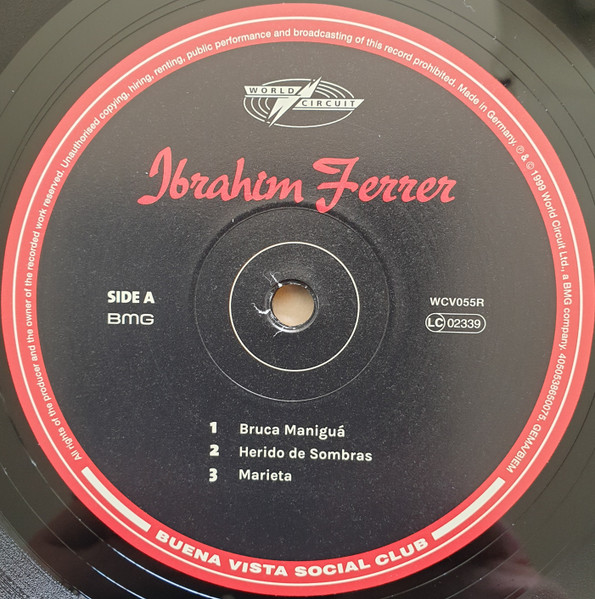 All rights of the producer and the owner of the recorded work reserved. Unauthorised copying, hiring, renting, public performance and broadcasting of this record prohibited. Made in Germany. ℗ & © 1999 World Circuit Ltd., a BMG company. 4050538650075. GEMA/BIEM
WORLD
CIRCUIT
Ibrahim Ferrer
SIDE A
BMG
WCV055R
LC 02339
1 Bruca Maniguá
2 Herido de Sombras
3 Marieta
BUENA VISTA SOCIAL CLUB